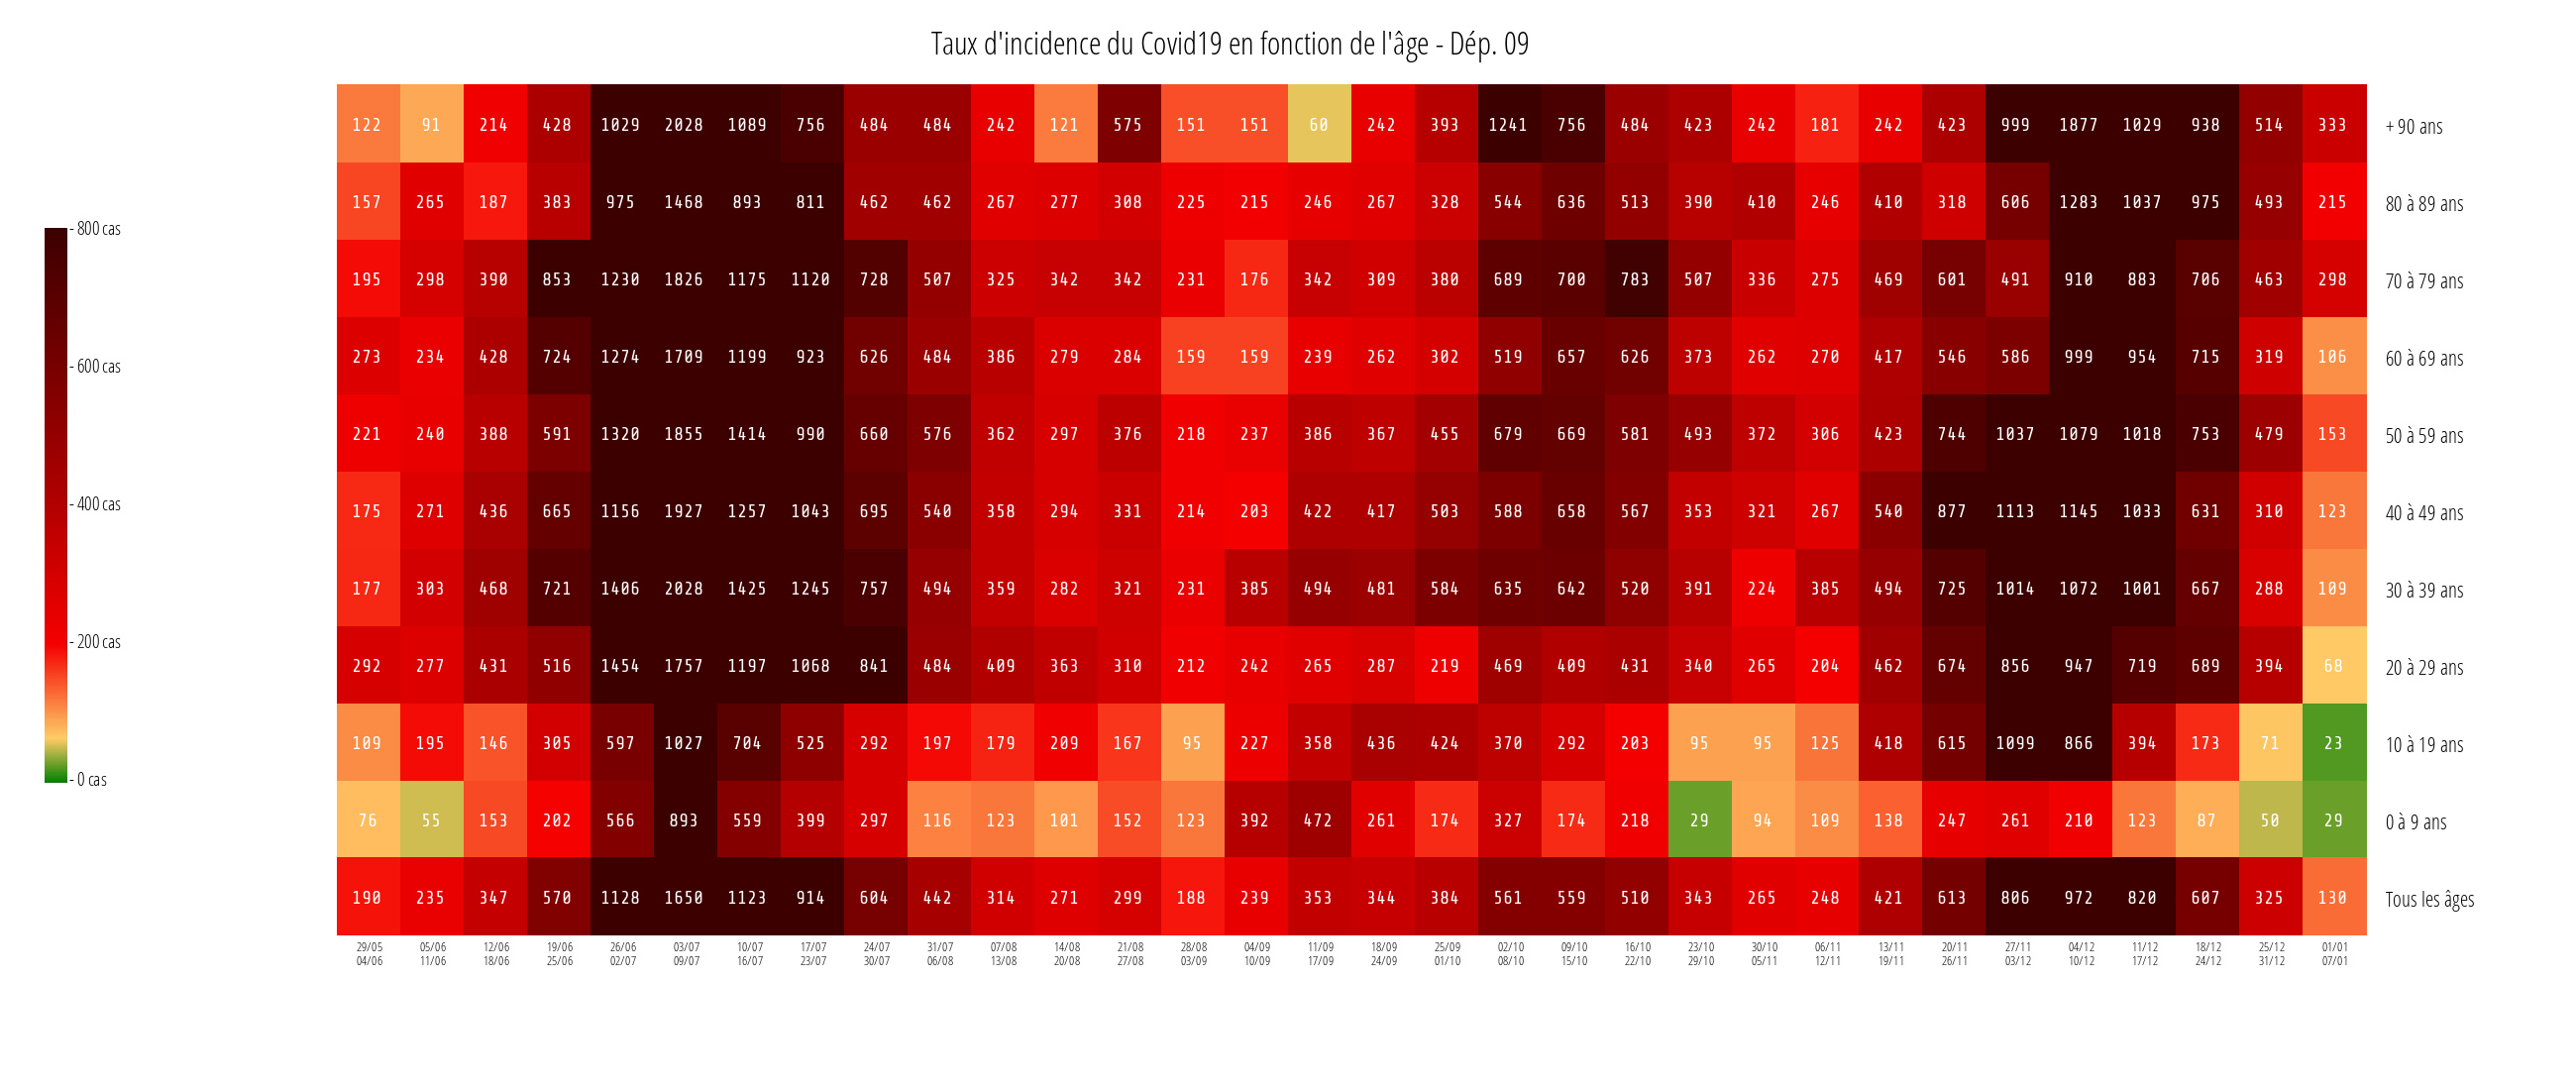 Taux d'incidence du Covid19 en fonction de l'âge - Dép. 09
- 800 cas
- 600 cas
- 400 cas
- 200 cas
- 0 cas
122 91 214 428 1029 2028 1089 756 484 484 242 121 575 151 151 60 242 393 1241 756 484 423 242 181 242 423 999 1877 1029 938 514 333 + 90 ans
157 265 187 383 975 1468 893 811 462 462 267 277 308 225 215 246 267 328 544 636 513 390 410 246 410 318 606 1283 1037 975 493 215 80 à 89 ans
195 298 390 853 1230 1826 1175 1120 728 507 325 342 342 231 176 342 309 380 689 700 783 507 336 275 469 601 491 910 883 706 463 298 70 à 79 ans
273 234 428 724 1274 1709 1199 923 626 484 386 279 284 159 159 239 262 302 519 657 626 373 262 270 417 546 586 999 954 715 319 106 60 à 69 ans
221 240 388 591 1320 1855 1414 990 660 576 362 297 376 218 237 386 367 455 679 669 581 493 372 306 423 744 1037 1079 1018 753 479 153 50 à 59 ans
175 271 436 665 1156 1927 1257 1043 695 540 358 294 331 214 203 422 417 503 588 658 567 353 321 267 540 877 1113 1145 1033 631 310 123 40 à 49 ans
177 303 468 721 1406 2028 1425 1245 757 494 359 282 321 231 385 494 481 584 635 642 520 391 224 385 494 725 1014 1072 1001 667 288 109 30 à 39 ans
292 277 431 516 1454 1757 1197 1068 841 484 409 363 310 212 242 265 287 219 469 409 431 340 265 204 462 674 856 947 719 689 394 68 20 à 29 ans
109 195 146 305 597 1027 704 525 292 197 179 209 167 95 227 358 436 424 370 292 203 95 95 125 418 615 1099 866 394 173 71 23 10 à 19 ans
76 55 153 202 566 893 559 399 297 116 123 101 152 123 392 472 261 174 327 174 218 29 94 109 138 247 261 210 123 87 50 29 0 à 9 ans
190 235 347 570 1128 1650 1123 914 604 442 314 271 299 188 239 353 344 384 561 559 510 343 265 248 421 613 806 972 820 607 325 130 Tous les âges
29/05 05/06 12/06 19/06 26/06 03/07 10/07 17/07 24/07 31/07 07/08 14/08 21/08 28/08 04/09 11/09 18/09 25/09 02/10 09/10 16/10 23/10 30/10 06/11 13/11 20/11 27/11 04/12 11/12 18/12 25/12 01/01
04/06 11/06 18/06 25/06 02/07 09/07 16/07 23/07 30/07 06/08 13/08 20/08 27/08 03/09 10/09 17/09 24/09 01/10 08/10 15/10 22/10 29/10 05/11 12/11 19/11 26/11 03/12 10/12 17/12 24/12 31/12 07/01